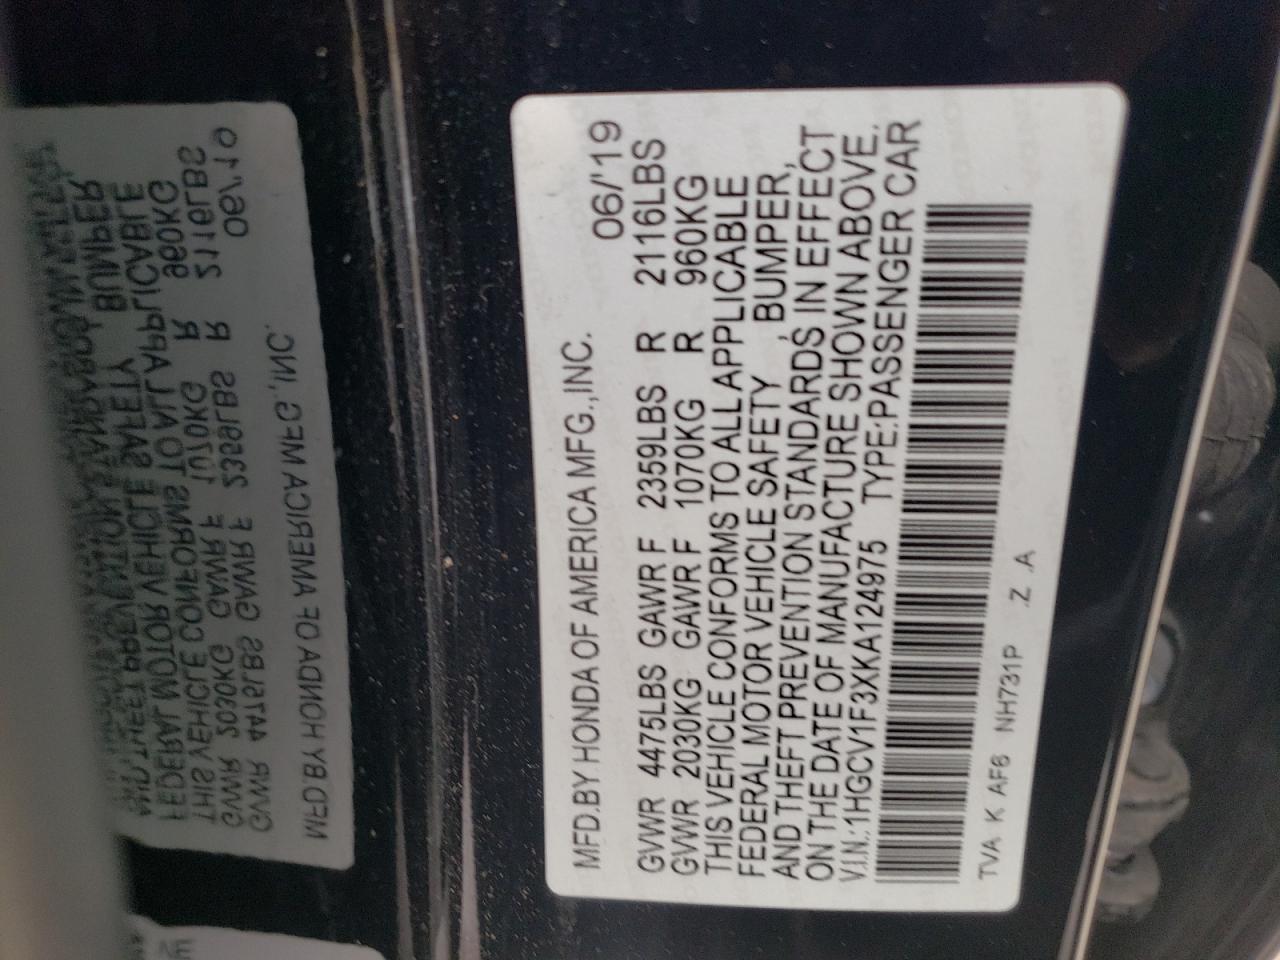 MFD.BY HONDA OF AMERICA MFG.,INC. 06/'19
GVWR 4475LBS GAWR F 2359LBS R 2116LBS
GVWR 2030KG GAWR F 1070KG R 960KG
THIS VEHICLE CONFORMS TO ALL APPLICABLE
FEDERAL MOTOR VEHICLE SAFETY , BUMPER,
AND THEFT PREVENTION STANDARDS IN EFFECT
ON THE DATE OF MANUFACTURE SHOWN ABOVE.
V.I.N.:1HGCV1F3XKA124975 TYPE:PASSENGER CAR
TVA K AF6 NH731P .Z .A